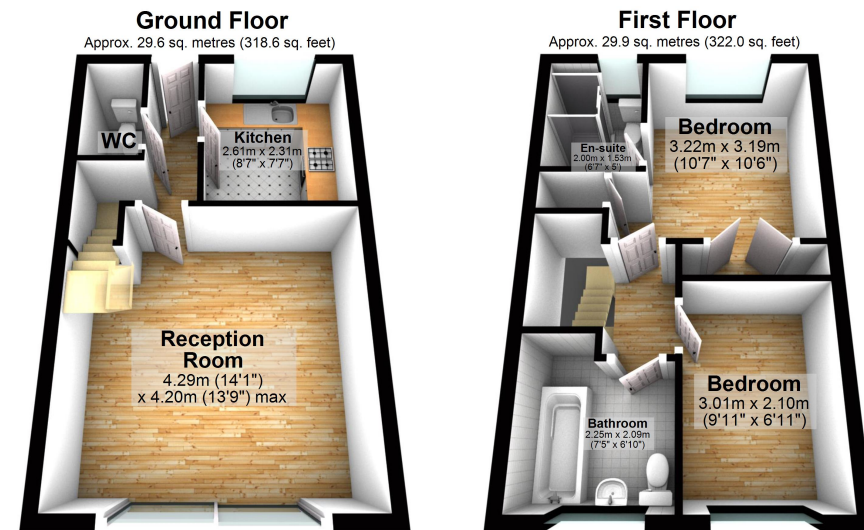 Ground Floor
Approx. 29.6 sq. metres (318.6 sq. feet)
WC
Kitchen
2.61m x 2.31m
(8'7" x 7'7")
Reception
Room
4.29m (14'1")
x 4.20m (13'9") max
First Floor
Approx. 29.9 sq. metres (322.0 sq. feet)
En-suite
2.00m x 1.53m
(6'7" x 5')
Bedroom
3.22m x 3.19m
(10'7" x 10'6")
Bedroom
3.01m x 2.10m
(9'11" x 6'11")
Bathroom
2.25m x 2.09m
(7'5" x 6'10")